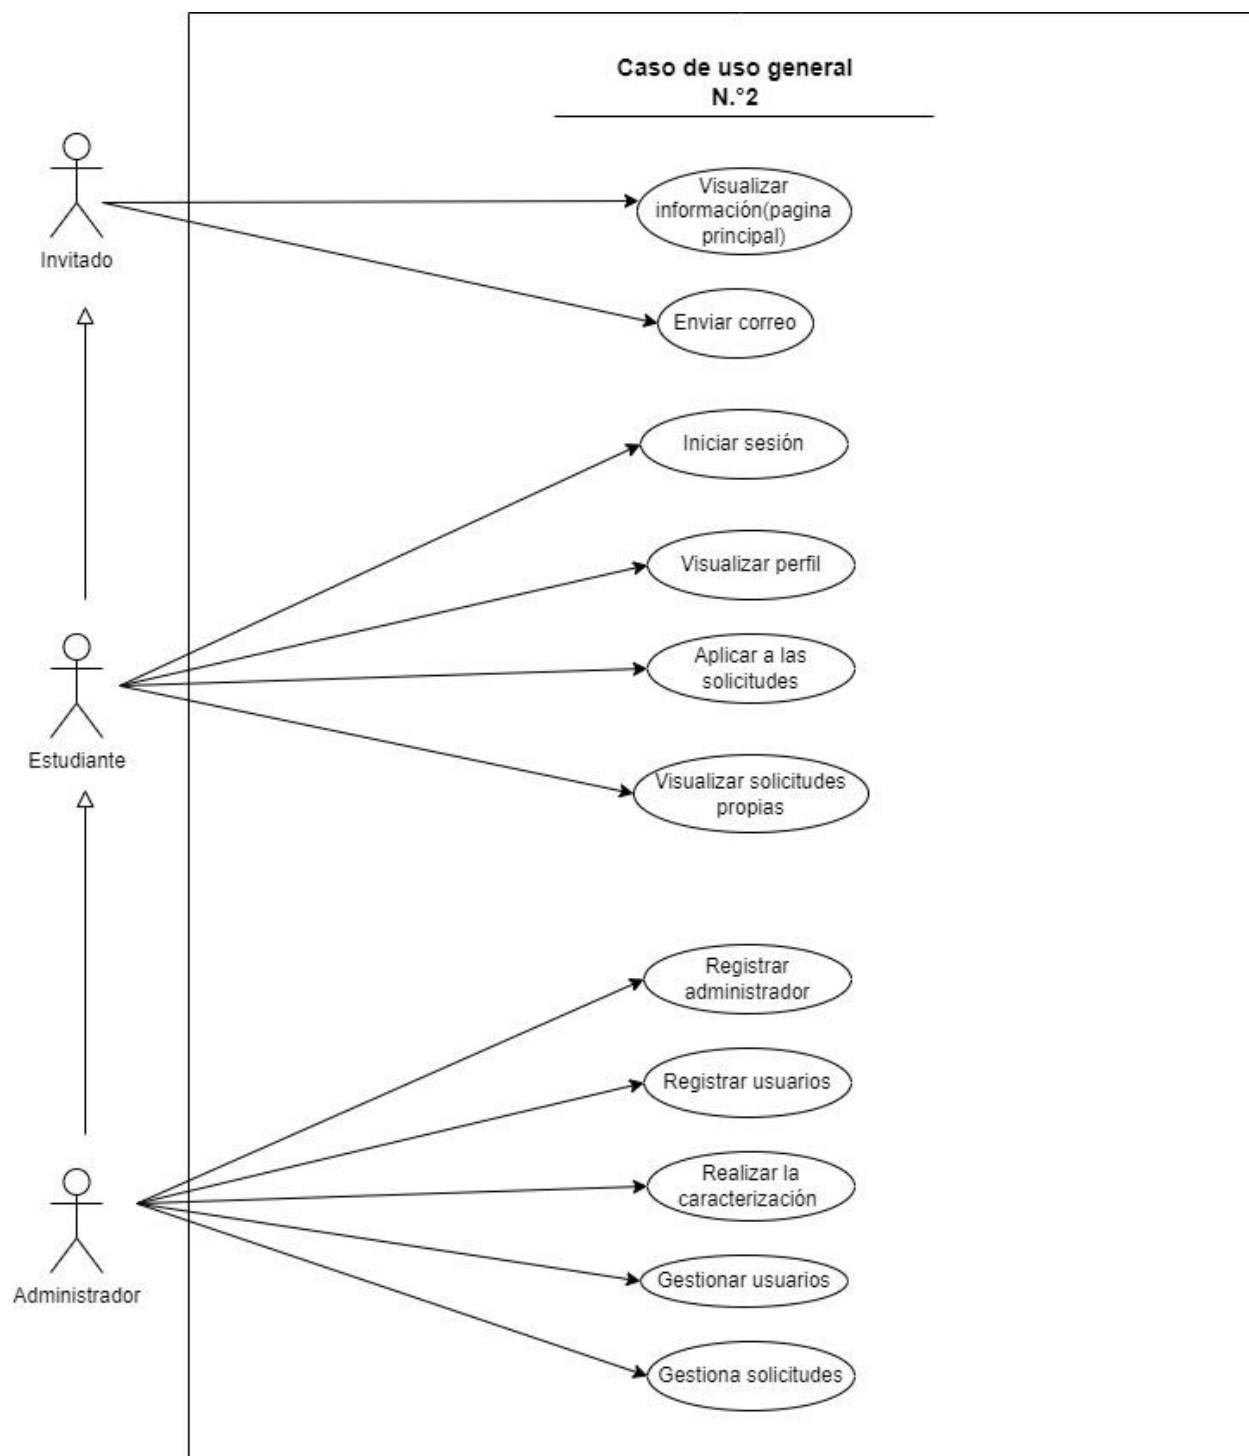 Caso de uso general
N.°2
Visualizar
información(pagina
principal)
Invitado
Enviar correo
Iniciar sesión
Visualizar perfil
Aplicar a las
solicitudes
Estudiante
Visualizar solicitudes
propias
Registrar
administrador
Registrar usuarios
Realizar la
caracterización
Administrador
Gestionar usuarios
Gestiona solicitudes